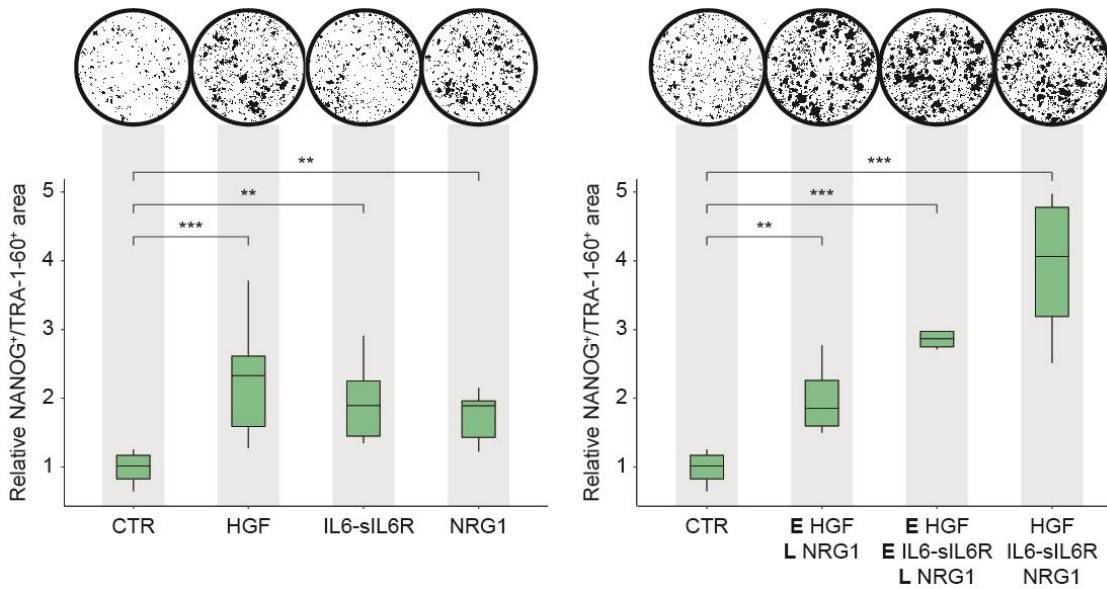 **
**
***
Relative NANOG⁺/TRA-1-60⁺ area
5
4
3
2
1
CTR
HGF
IL6-sIL6R
NRG1
***
***
**
Relative NANOG⁺/TRA-1-60⁺ area
5
4
3
2
1
CTR
E HGF
L NRG1
E HGF
E IL6-sIL6R
L NRG1
HGF
IL6-sIL6R
NRG1